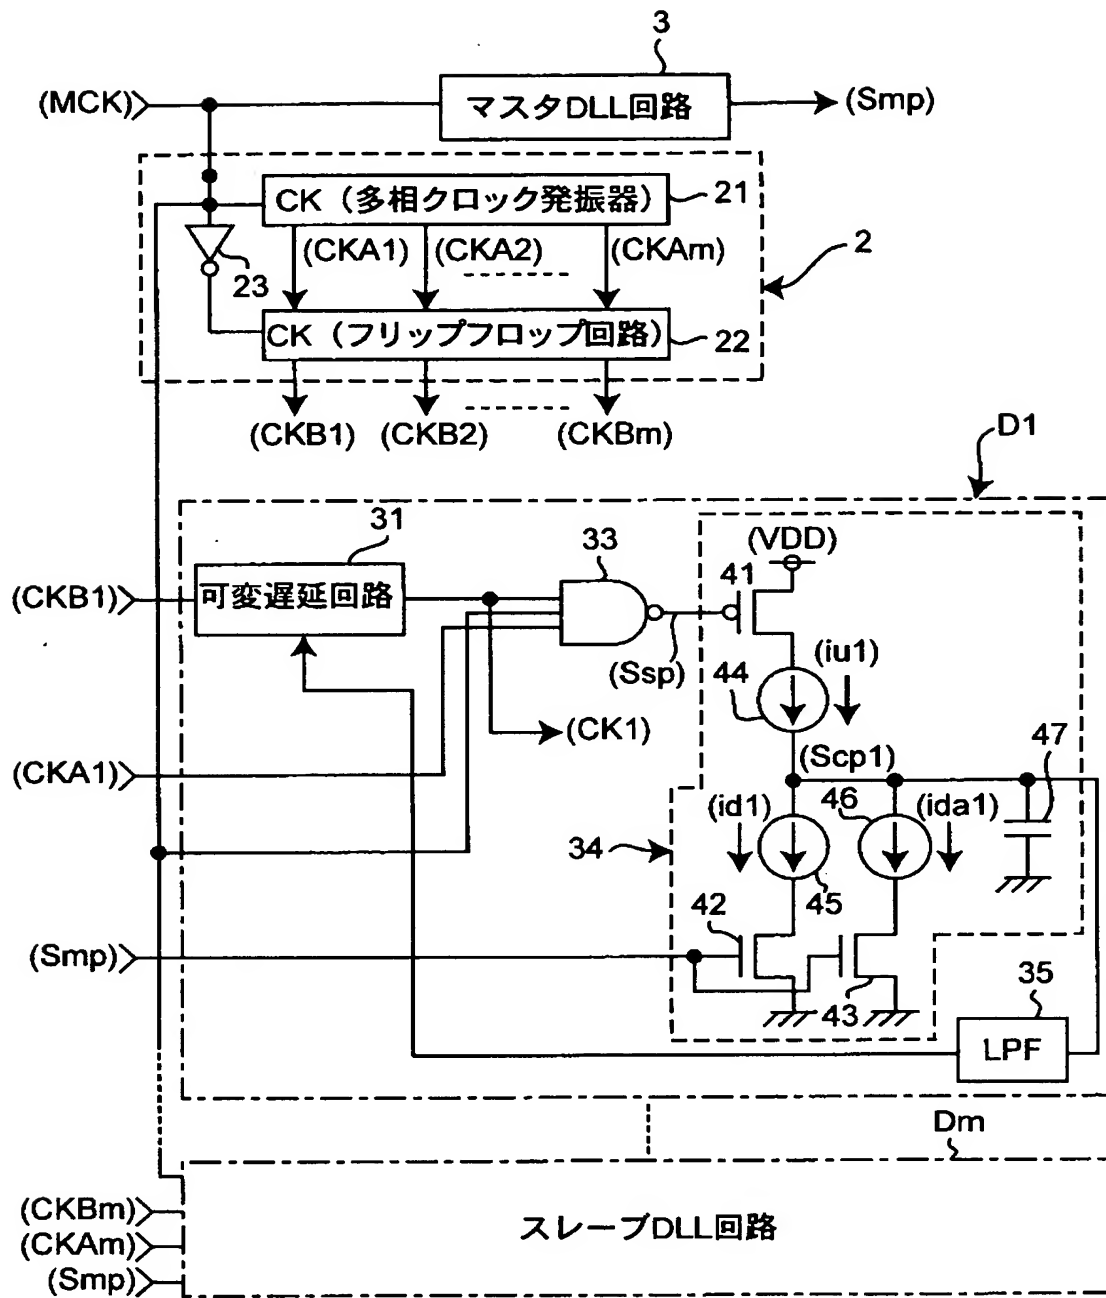 3
(MCK)
マスタDLL回路
(Smp)
CK (多相クロック発振器)
21
(CKA1)
(CKA2)
(CKAm)
23
2
CK (フリップフロップ回路)
22
(CKB1)
(CKB2)
(CKBm)
D1
31
33
(VDD)
41
(CKB1)
可変遅延回路
(Ssp)
(iu1)
44
(CK1)
(Scp1)
47
(CKA1)
(id1)
46
(ida1)
34
42
45
(Smp)
43
35
LPF
Dm
(CKBm)
スレーブDLL回路
(CKAm)
(Smp)